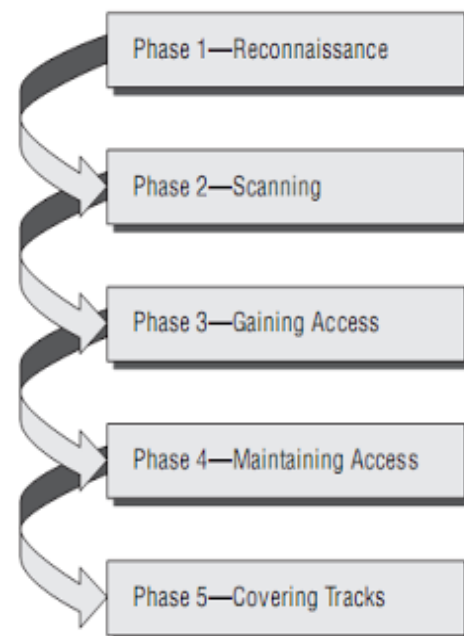 Phase 1—Reconnaissance
Phase 2—Scanning
Phase 3—Gaining Access
Phase 4—Maintaining Access
Phase 5—Covering Tracks